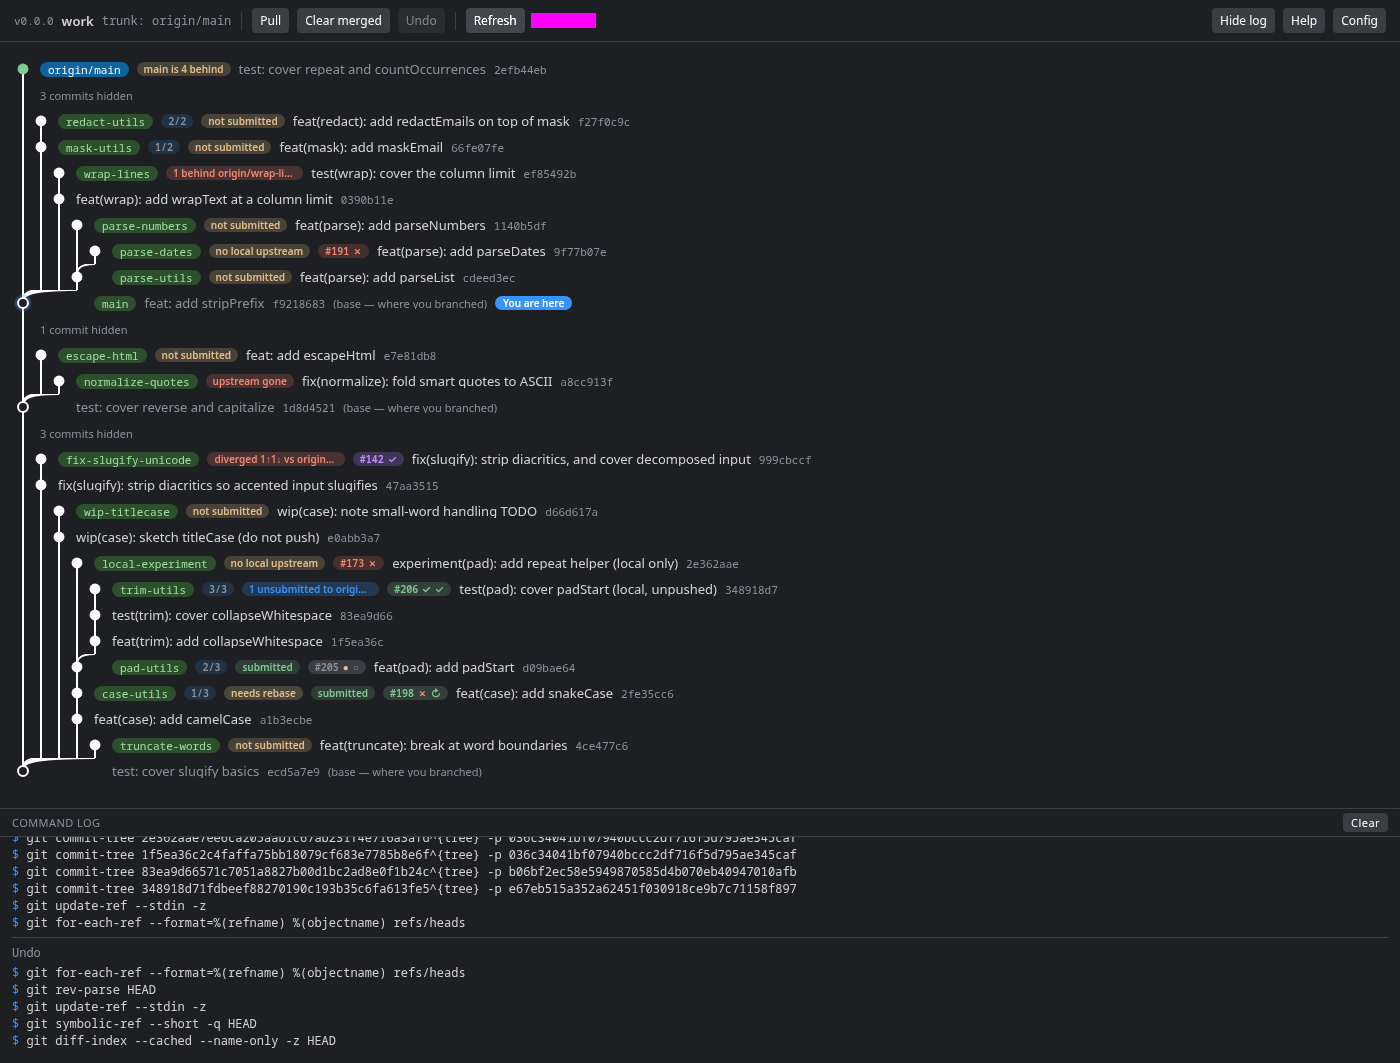 v0.0.0 work trunk: origin/main Pull Clear merged Undo Refresh Hide log Help Config
origin/main main is 4 behind test: cover repeat and countOccurrences 2efb44eb
3 commits hidden
redact-utils 2/2 not submitted feat(redact): add redactEmails on top of mask f27f0c9c
mask-utils 1/2 not submitted feat(mask): add maskEmail 66fe07fe
wrap-lines 1 behind origin/wrap-li... test(wrap): cover the column limit ef85492b
feat(wrap): add wrapText at a column limit 0390b11e
parse-numbers not submitted feat(parse): add parseNumbers 1140b5df
parse-dates no local upstream #191 × feat(parse): add parseDates 9f77b07e
parse-utils not submitted feat(parse): add parseList cdeed3ec
main feat: add stripPrefix f9218683 (base — where you branched) You are here
1 commit hidden
escape-html not submitted feat: add escapeHtml e7e81db8
normalize-quotes upstream gone fix(normalize): fold smart quotes to ASCII a8cc913f
test: cover reverse and capitalize 1d8d4521 (base — where you branched)
3 commits hidden
fix-slugify-unicode diverged 1↑1↓ vs origin... #142 ✓ fix(slugify): strip diacritics, and cover decomposed input 999cbccf
fix(slugify): strip diacritics so accented input slugifies 47aa3515
wip-titlecase not submitted wip(case): note small-word handling TODO d66d617a
wip(case): sketch titleCase (do not push) e0abb3a7
local-experiment no local upstream #173 × experiment(pad): add repeat helper (local only) 2e362aae
trim-utils 3/3 1 unsubmitted to origi... #206 ✓ ✓ test(pad): cover padStart (local, unpushed) 348918d7
test(trim): cover collapseWhitespace 83ea9d66
feat(trim): add collapseWhitespace 1f5ea36c
pad-utils 2/3 submitted #205 ● ○ feat(pad): add padStart d09bae64
case-utils 1/3 needs rebase submitted #198 × ↻ feat(case): add snakeCase 2fe35cc6
feat(case): add camelCase a1b3ecbe
truncate-words not submitted feat(truncate): break at word boundaries 4ce477c6
test: cover slugify basics ecd5a7e9 (base — where you branched)
COMMAND LOG Clear
$ git commit-tree 2e362aae7ee6ca205aab1c67ab231f4e716a3afd^{tree} -p 036c34041bf07940bccc2df716f5d795ae345caf
$ git commit-tree 1f5ea36c2c4faffa75bb18079cf683e7785b8e6f^{tree} -p 036c34041bf07940bccc2df716f5d795ae345caf
$ git commit-tree 83ea9d66571c7051a8827b00d1bc2ad8e0f1b24c^{tree} -p b06bf2ec58e5949870585d4b070eb40947010afb
$ git commit-tree 348918d71fdbeef88270190c193b35c6fa613fe5^{tree} -p e67eb515a352a62451f030918ce9b7c71158f897
$ git update-ref --stdin -z
$ git for-each-ref --format=%(refname) %(objectname) refs/heads
Undo
$ git for-each-ref --format=%(refname) %(objectname) refs/heads
$ git rev-parse HEAD
$ git update-ref --stdin -z
$ git symbolic-ref --short -q HEAD
$ git diff-index --cached --name-only -z HEAD